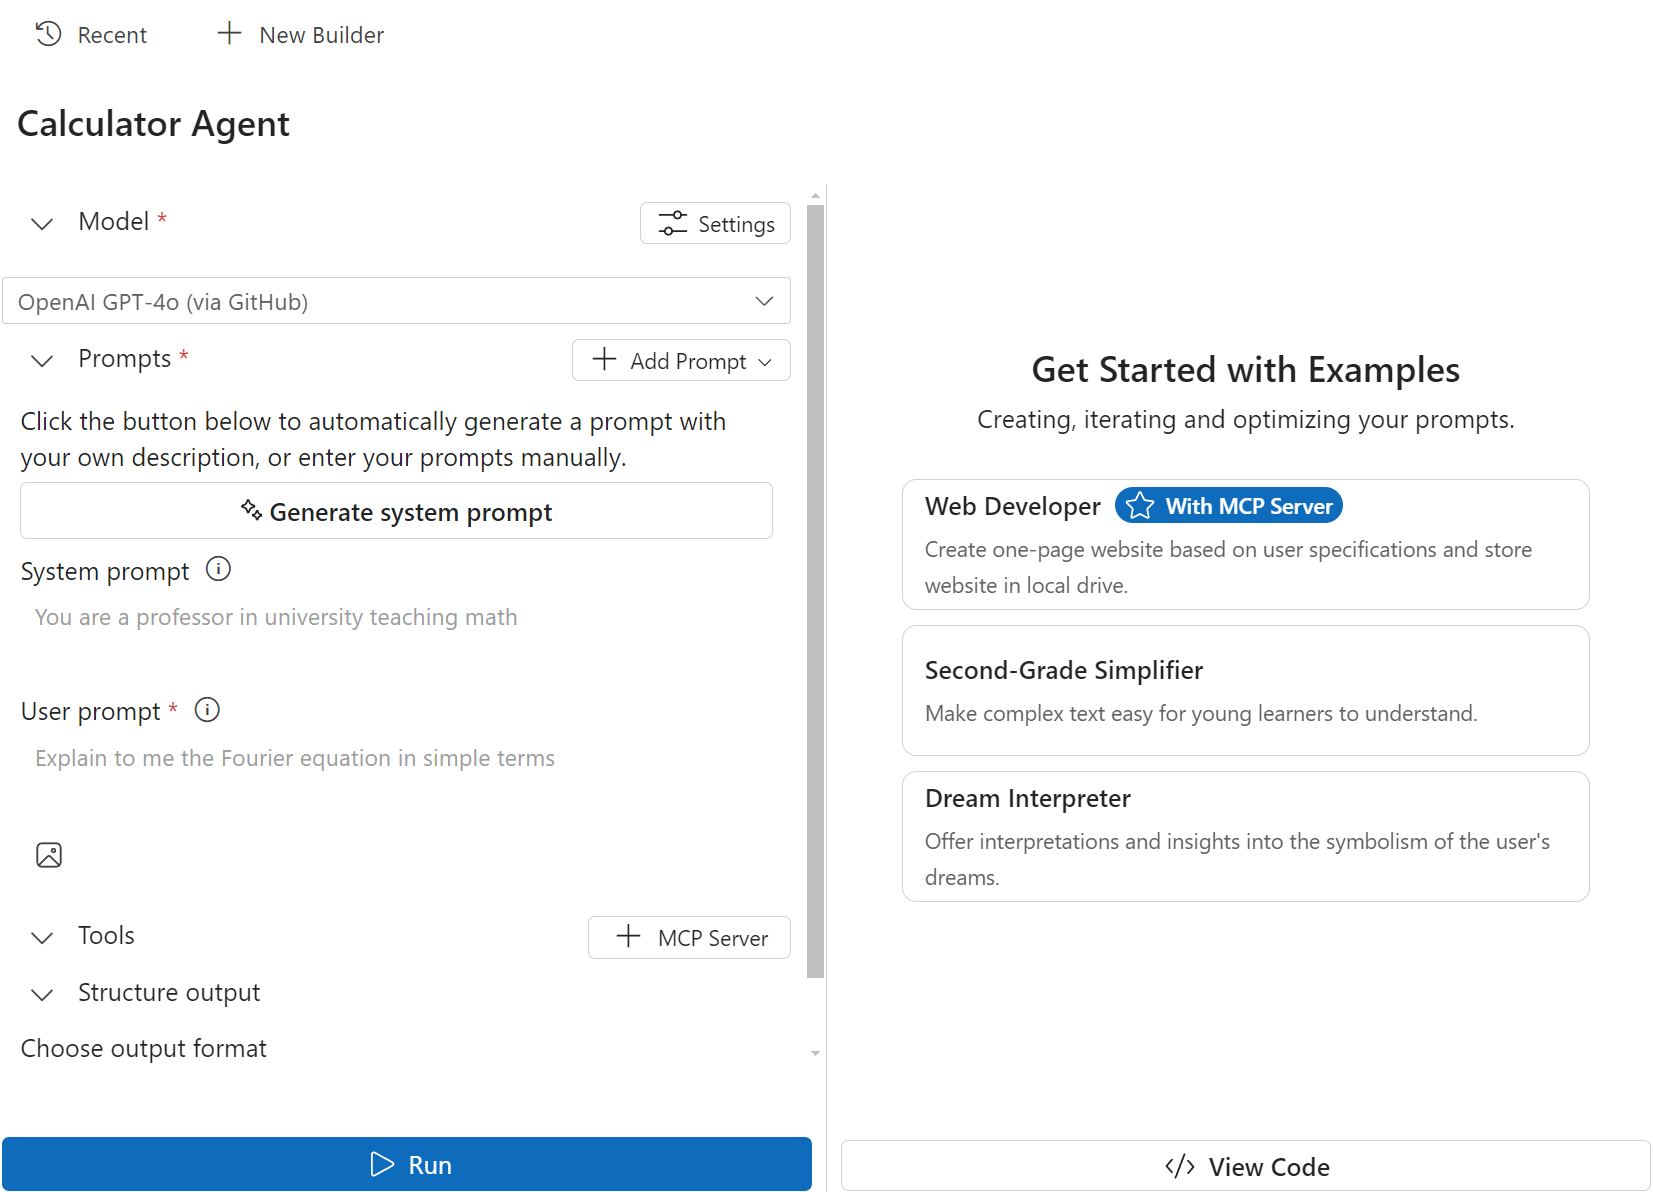 Recent
New Builder
Calculator Agent
Model *
Settings
OpenAI GPT-4o (via GitHub)
Prompts *
Add Prompt
Click the button below to automatically generate a prompt with
your own description, or enter your prompts manually.
Generate system prompt
System prompt
You are a professor in university teaching math
User prompt *
Explain to me the Fourier equation in simple terms
Tools
MCP Server
Structure output
Choose output format
Run
Get Started with Examples
Creating, iterating and optimizing your prompts.
Web Developer
With MCP Server
Create one-page website based on user specifications and store
website in local drive.
Second-Grade Simplifier
Make complex text easy for young learners to understand.
Dream Interpreter
Offer interpretations and insights into the symbolism of the user's
dreams.
View Code